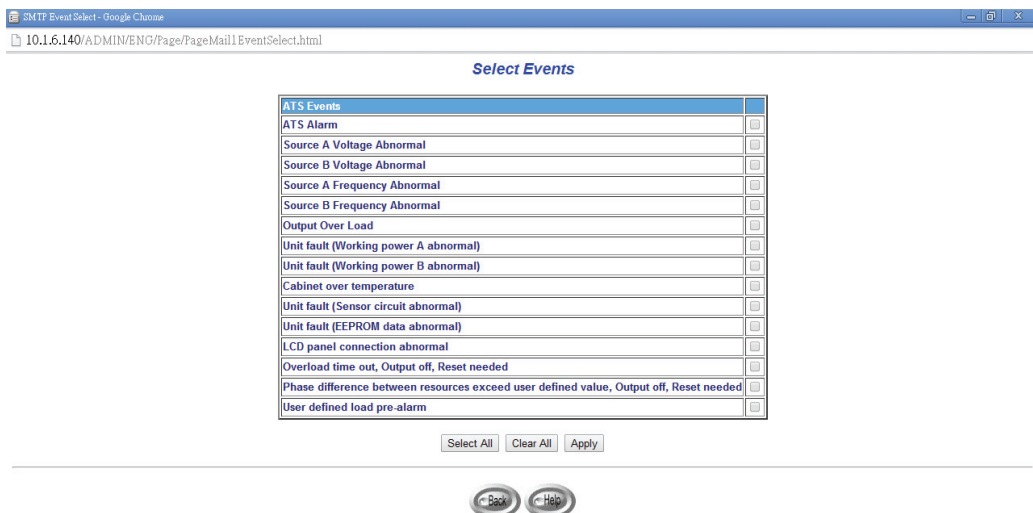 SMTP Event Select - Google Chrome
10.1.6.140/ADMIN/ENG/Page/PageMail1EventSelect.html
Select Events
ATS Events
ATS Alarm
Source A Voltage Abnormal
Source B Voltage Abnormal
Source A Frequency Abnormal
Source B Frequency Abnormal
Output Over Load
Unit fault (Working power A abnormal)
Unit fault (Working power B abnormal)
Cabinet over temperature
Unit fault (Sensor circuit abnormal)
Unit fault (EEPROM data abnormal)
LCD panel connection abnormal
Overload time out, Output off, Reset needed
Phase difference between resources exceed user defined value, Output off, Reset needed
User defined load pre-alarm
Select All Clear All Apply
Back Help